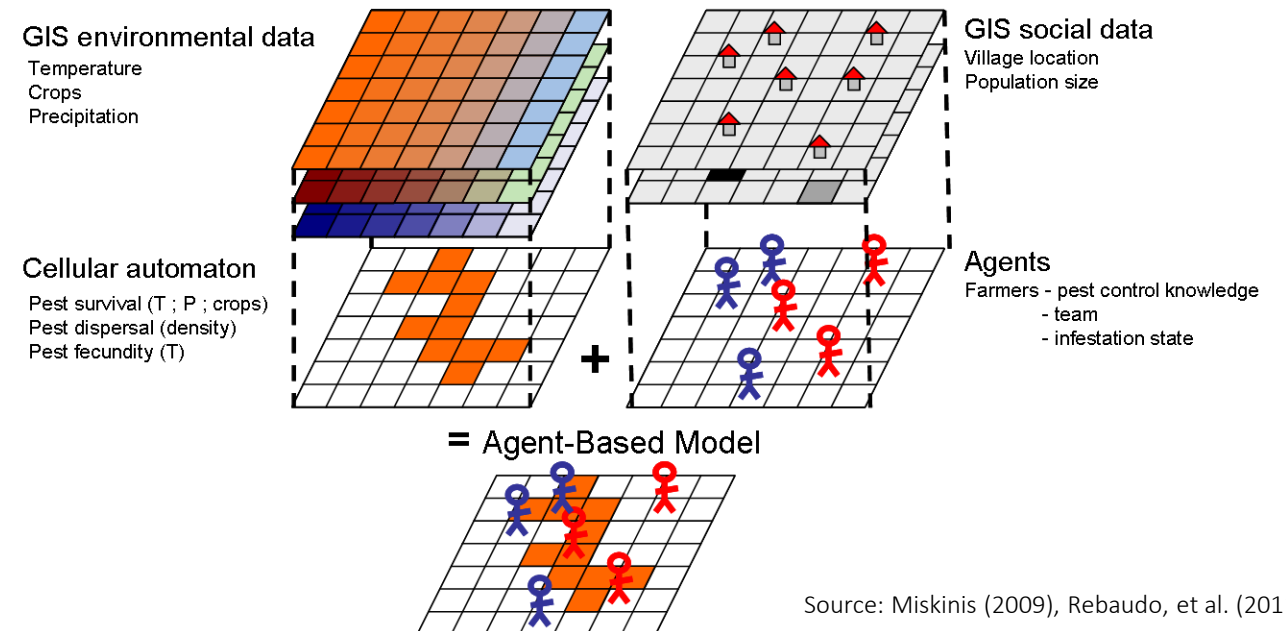 GIS environmental data
Temperature
Crops
Precipitation
GIS social data
Village location
Population size
Cellular automaton
Pest survival (T ; P ; crops)
Pest dispersal (density)
Pest fecundity (T)
+
Agents
Farmers - pest control knowledge
- team
- infestation state
= Agent-Based Model
Source: Miskinis (2009), Rebaudo, et al. (201